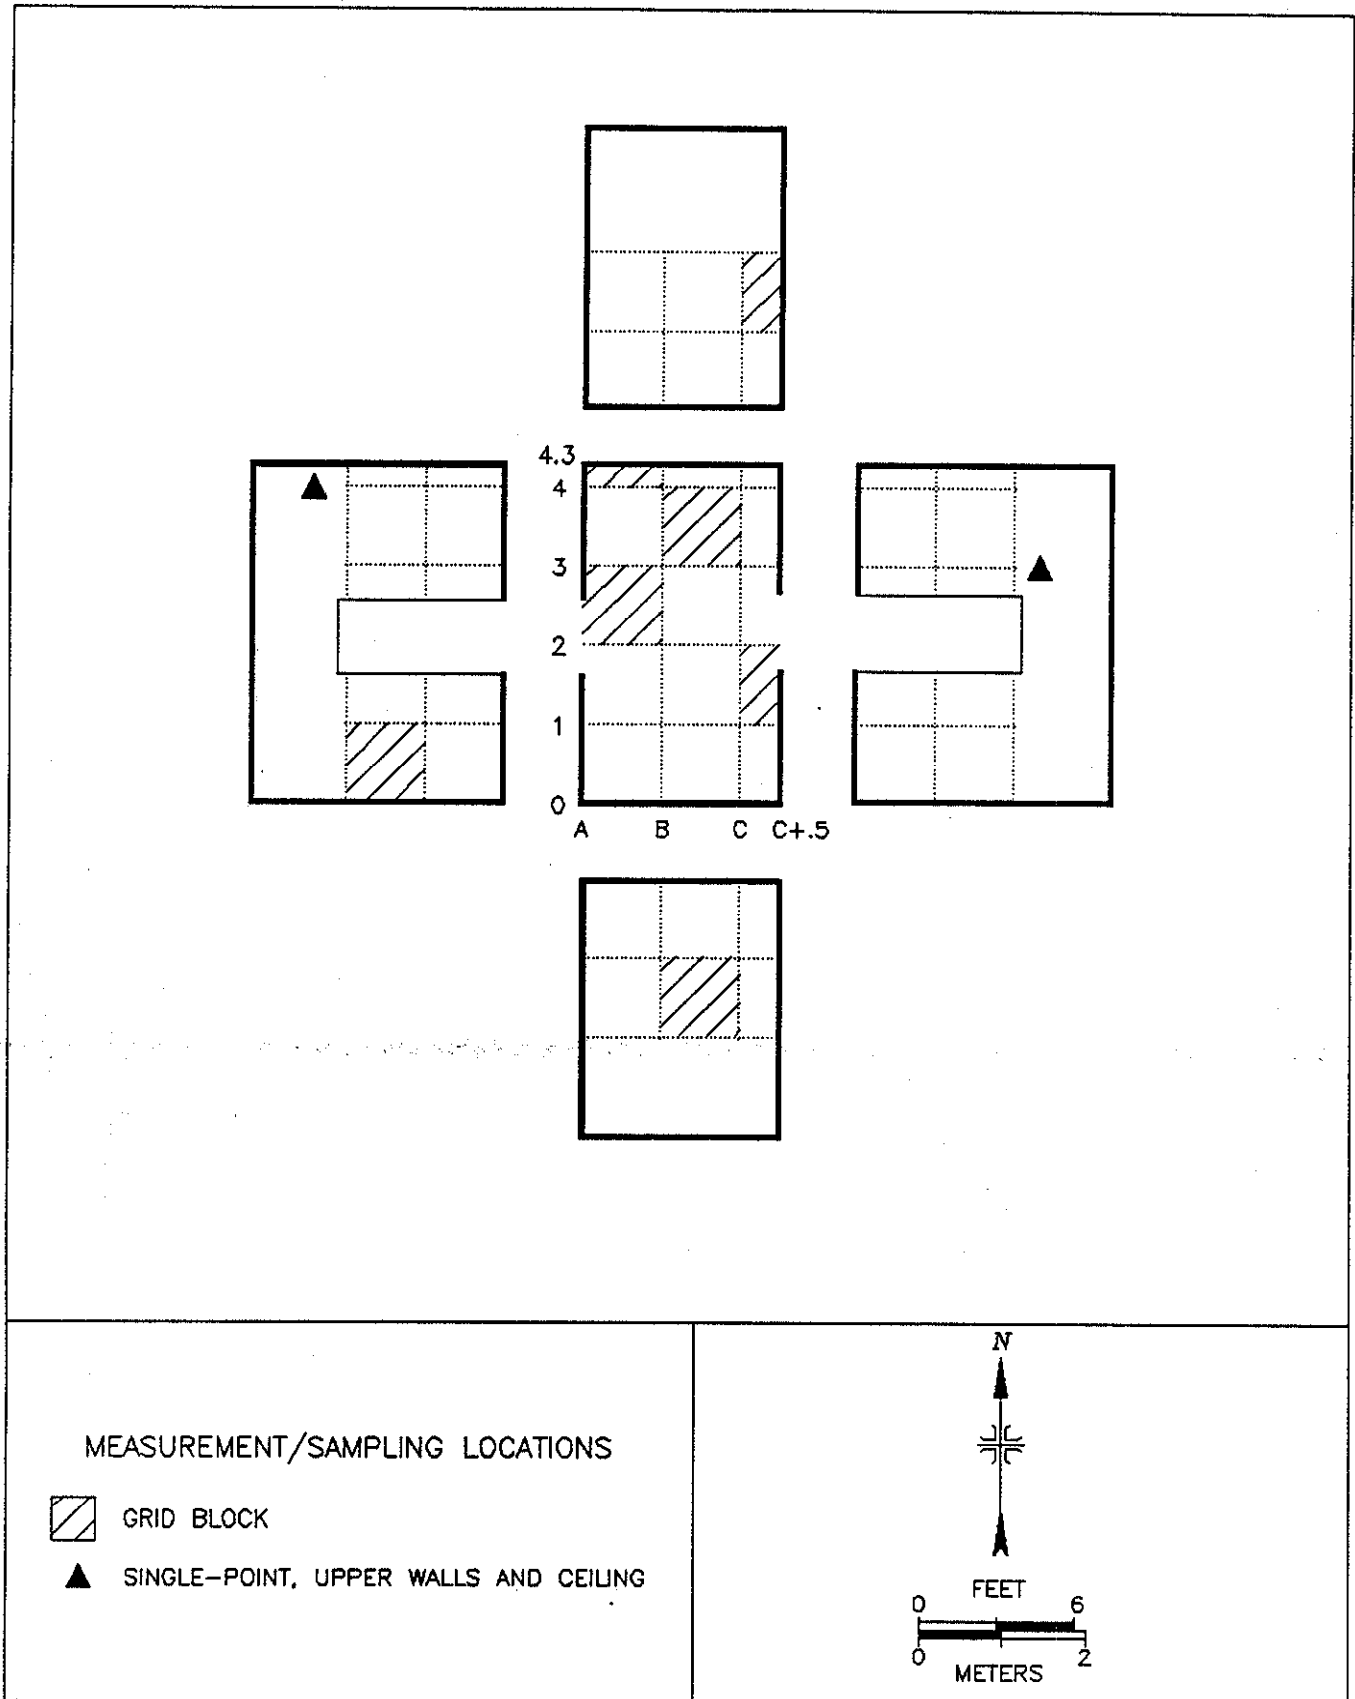 4.3
4
3
2
1
0
A B C C+.5
MEASUREMENT/SAMPLING LOCATIONS
GRID BLOCK
SINGLE-POINT, UPPER WALLS AND CEILING
N
FEET
0 6
0 2
METERS